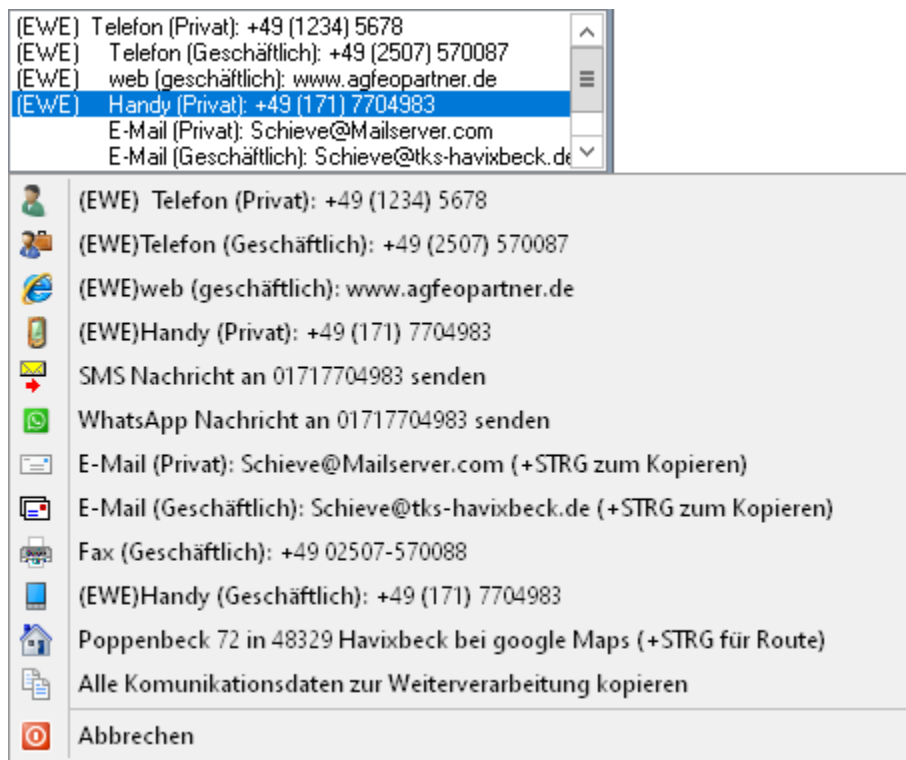 (EWE) Telefon (Privat): +49 (1234) 5678
(EWE) Telefon (Geschäftlich): +49 (2507) 570087
(EWE) web (geschäftlich): www.agfeopartner.de
(EWE) Handy (Privat): +49 (171) 7704983
E-Mail (Privat): Schieve@Mailserver.com
E-Mail (Geschäftlich): Schieve@tks-havixbeck.de
(EWE) Telefon (Privat): +49 (1234) 5678
(EWE)Telefon (Geschäftlich): +49 (2507) 570087
(EWE)web (geschäftlich): www.agfeopartner.de
(EWE)Handy (Privat): +49 (171) 7704983
SMS Nachricht an 01717704983 senden
WhatsApp Nachricht an 01717704983 senden
E-Mail (Privat): Schieve@Mailserver.com (+STRG zum Kopieren)
E-Mail (Geschäftlich): Schieve@tks-havixbeck.de (+STRG zum Kopieren)
Fax (Geschäftlich): +49 02507-570088
(EWE)Handy (Geschäftlich): +49 (171) 7704983
Poppenbeck 72 in 48329 Havixbeck bei google Maps (+STRG für Route)
Alle Komunikationsdaten zur Weiterverarbeitung kopieren
Abbrechen